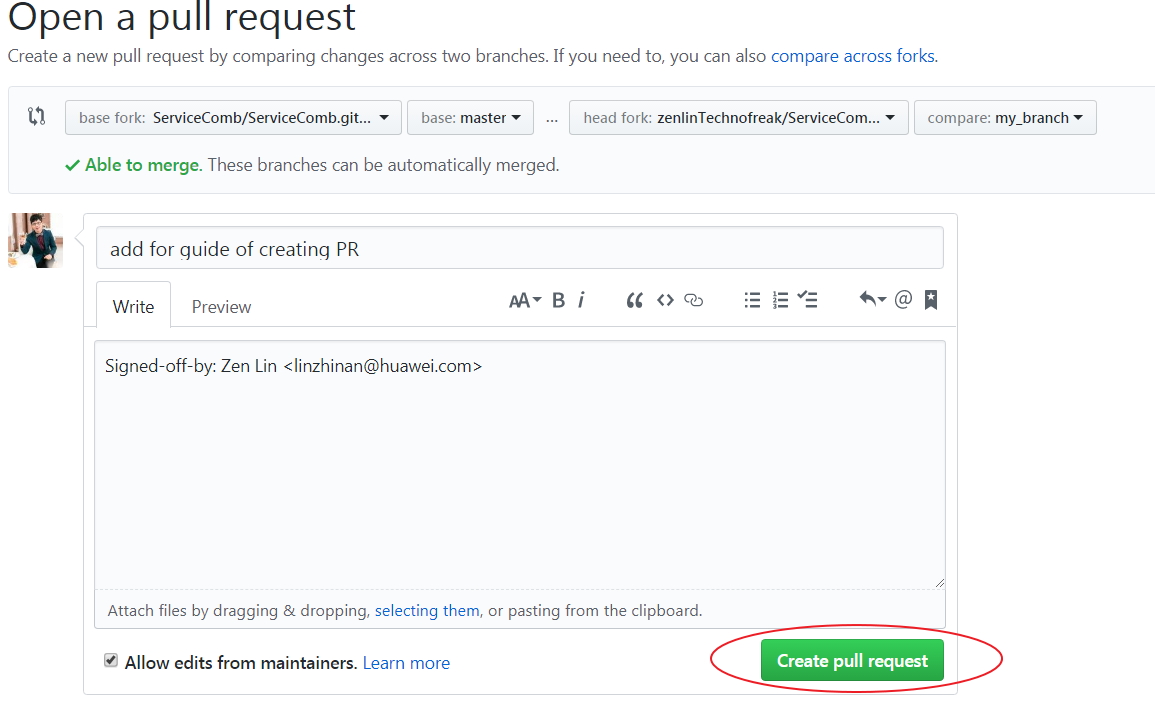 Open a pull request
Create a new pull request by comparing changes across two branches. If you need to, you can also compare across forks.
base fork: ServiceComb/ServiceComb.git... base: master ... head fork: zenlinTechnofreak/ServiceCom... compare: my_branch
Able to merge. These branches can be automatically merged.
add for guide of creating PR
Write Preview AA B i “ <> @
Signed-off-by: Zen Lin <linzhinan@huawei.com>
Attach files by dragging & dropping, selecting them, or pasting from the clipboard.
Allow edits from maintainers. Learn more Create pull request